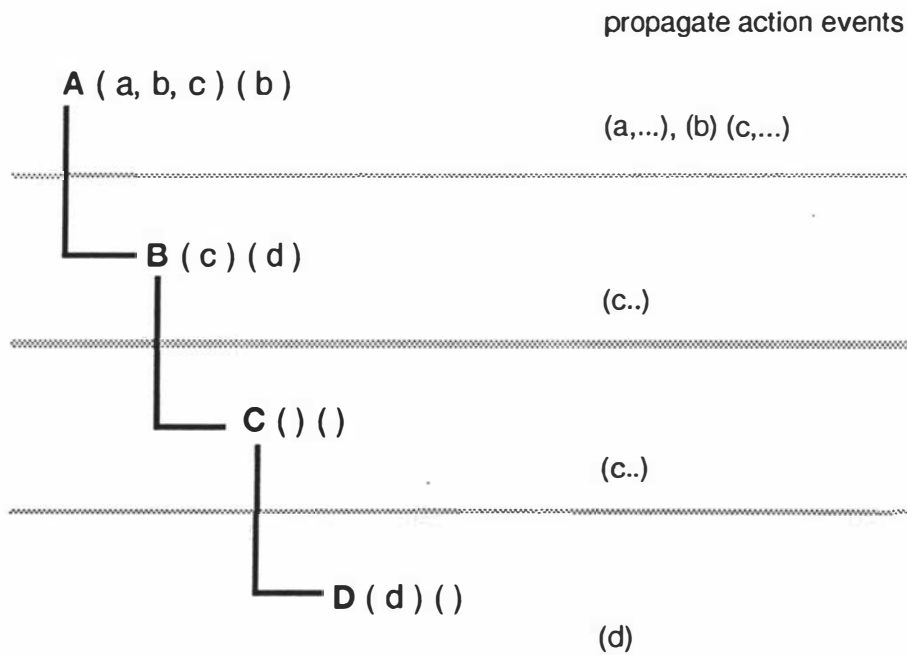 propagate action events
A ( a, b, c ) ( b )
(a,...), (b) (c,...)
B ( c ) ( d )
(c..)
C ( ) ( )
(c..)
D ( d ) ( )
(d)